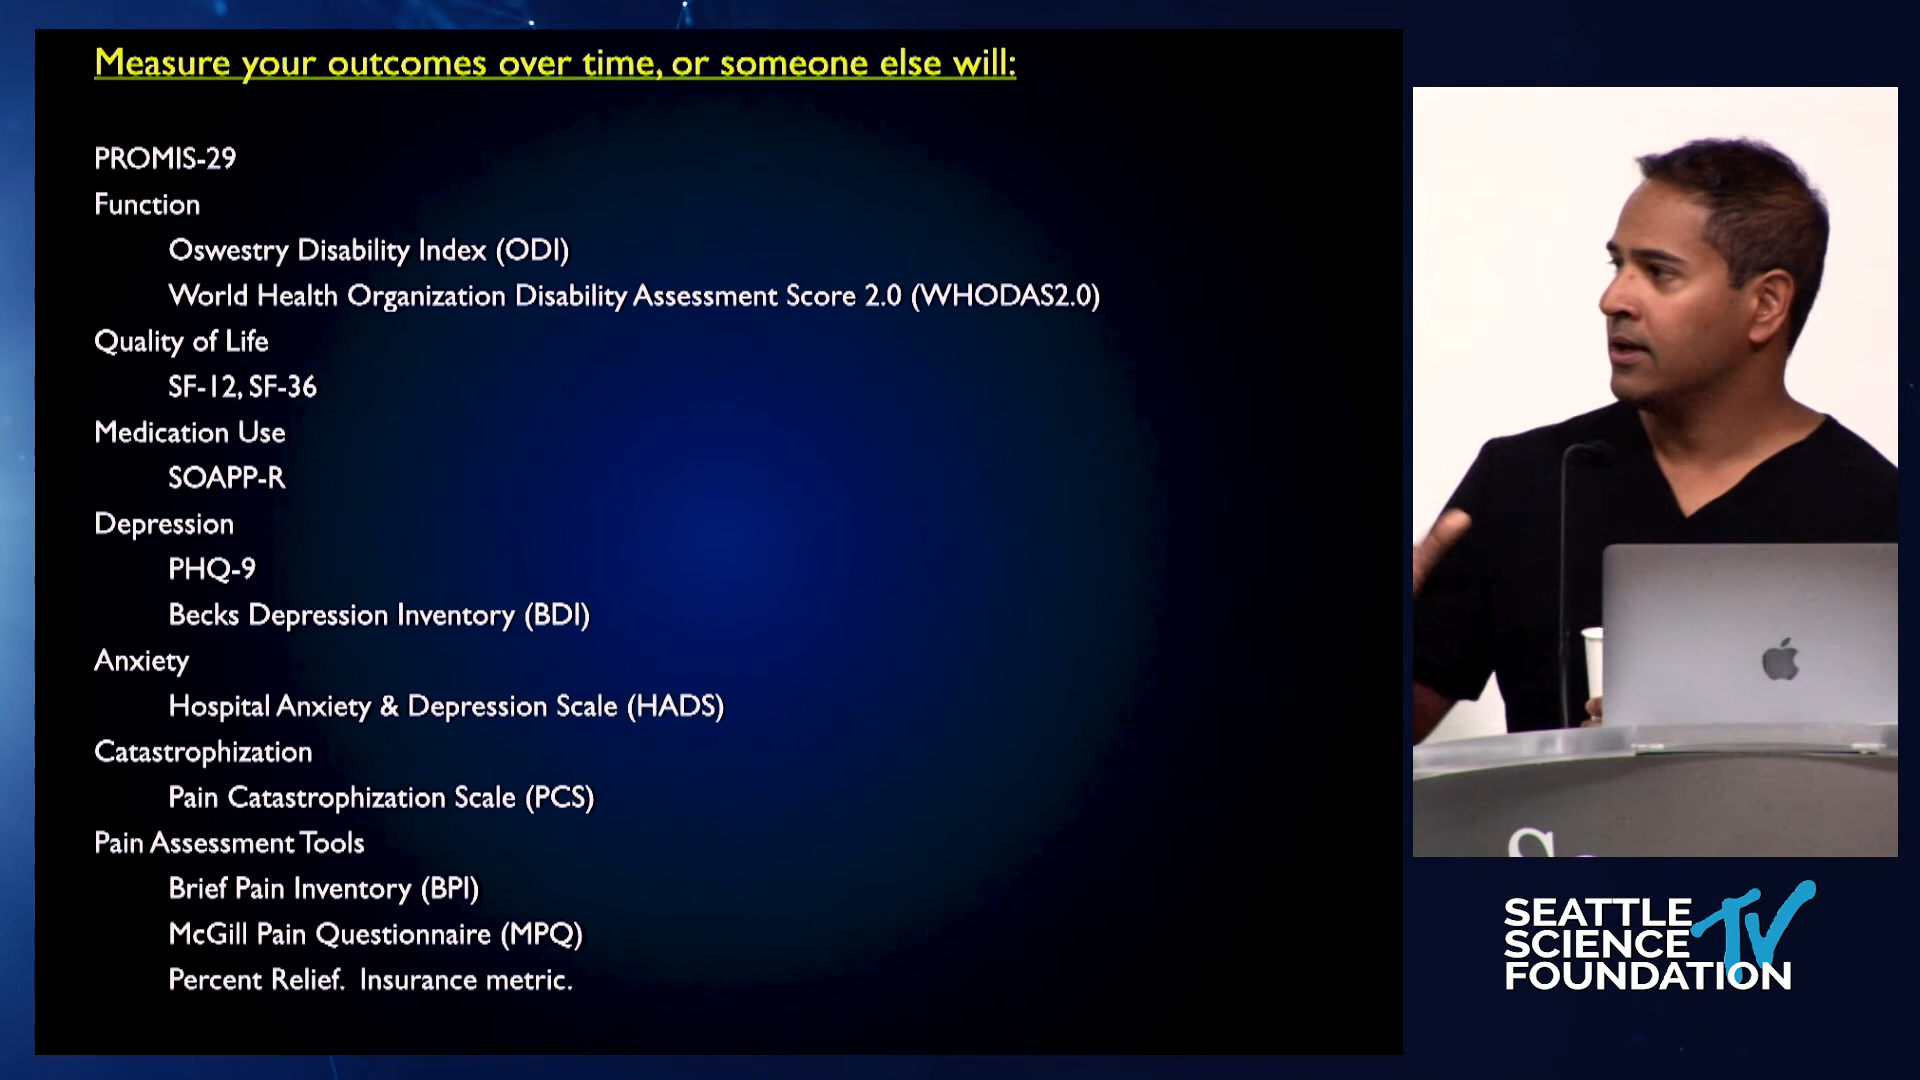 Measure your outcomes over time, or someone else will:
PROMIS-29
Function
Oswestry Disability Index (ODI)
World Health Organization Disability Assessment Score 2.0 (WHODAS2.0)
Quality of Life
SF-12, SF-36
Medication Use
SOAPP-R
Depression
PHQ-9
Becks Depression Inventory (BDI)
Anxiety
Hospital Anxiety & Depression Scale (HADS)
Catastrophization
Pain Catastrophization Scale (PCS)
Pain Assessment Tools
Brief Pain Inventory (BPI)
McGill Pain Questionnaire (MPQ)
Percent Relief. Insurance metric.
SEATTLE
SCIENCE
FOUNDATION
TV